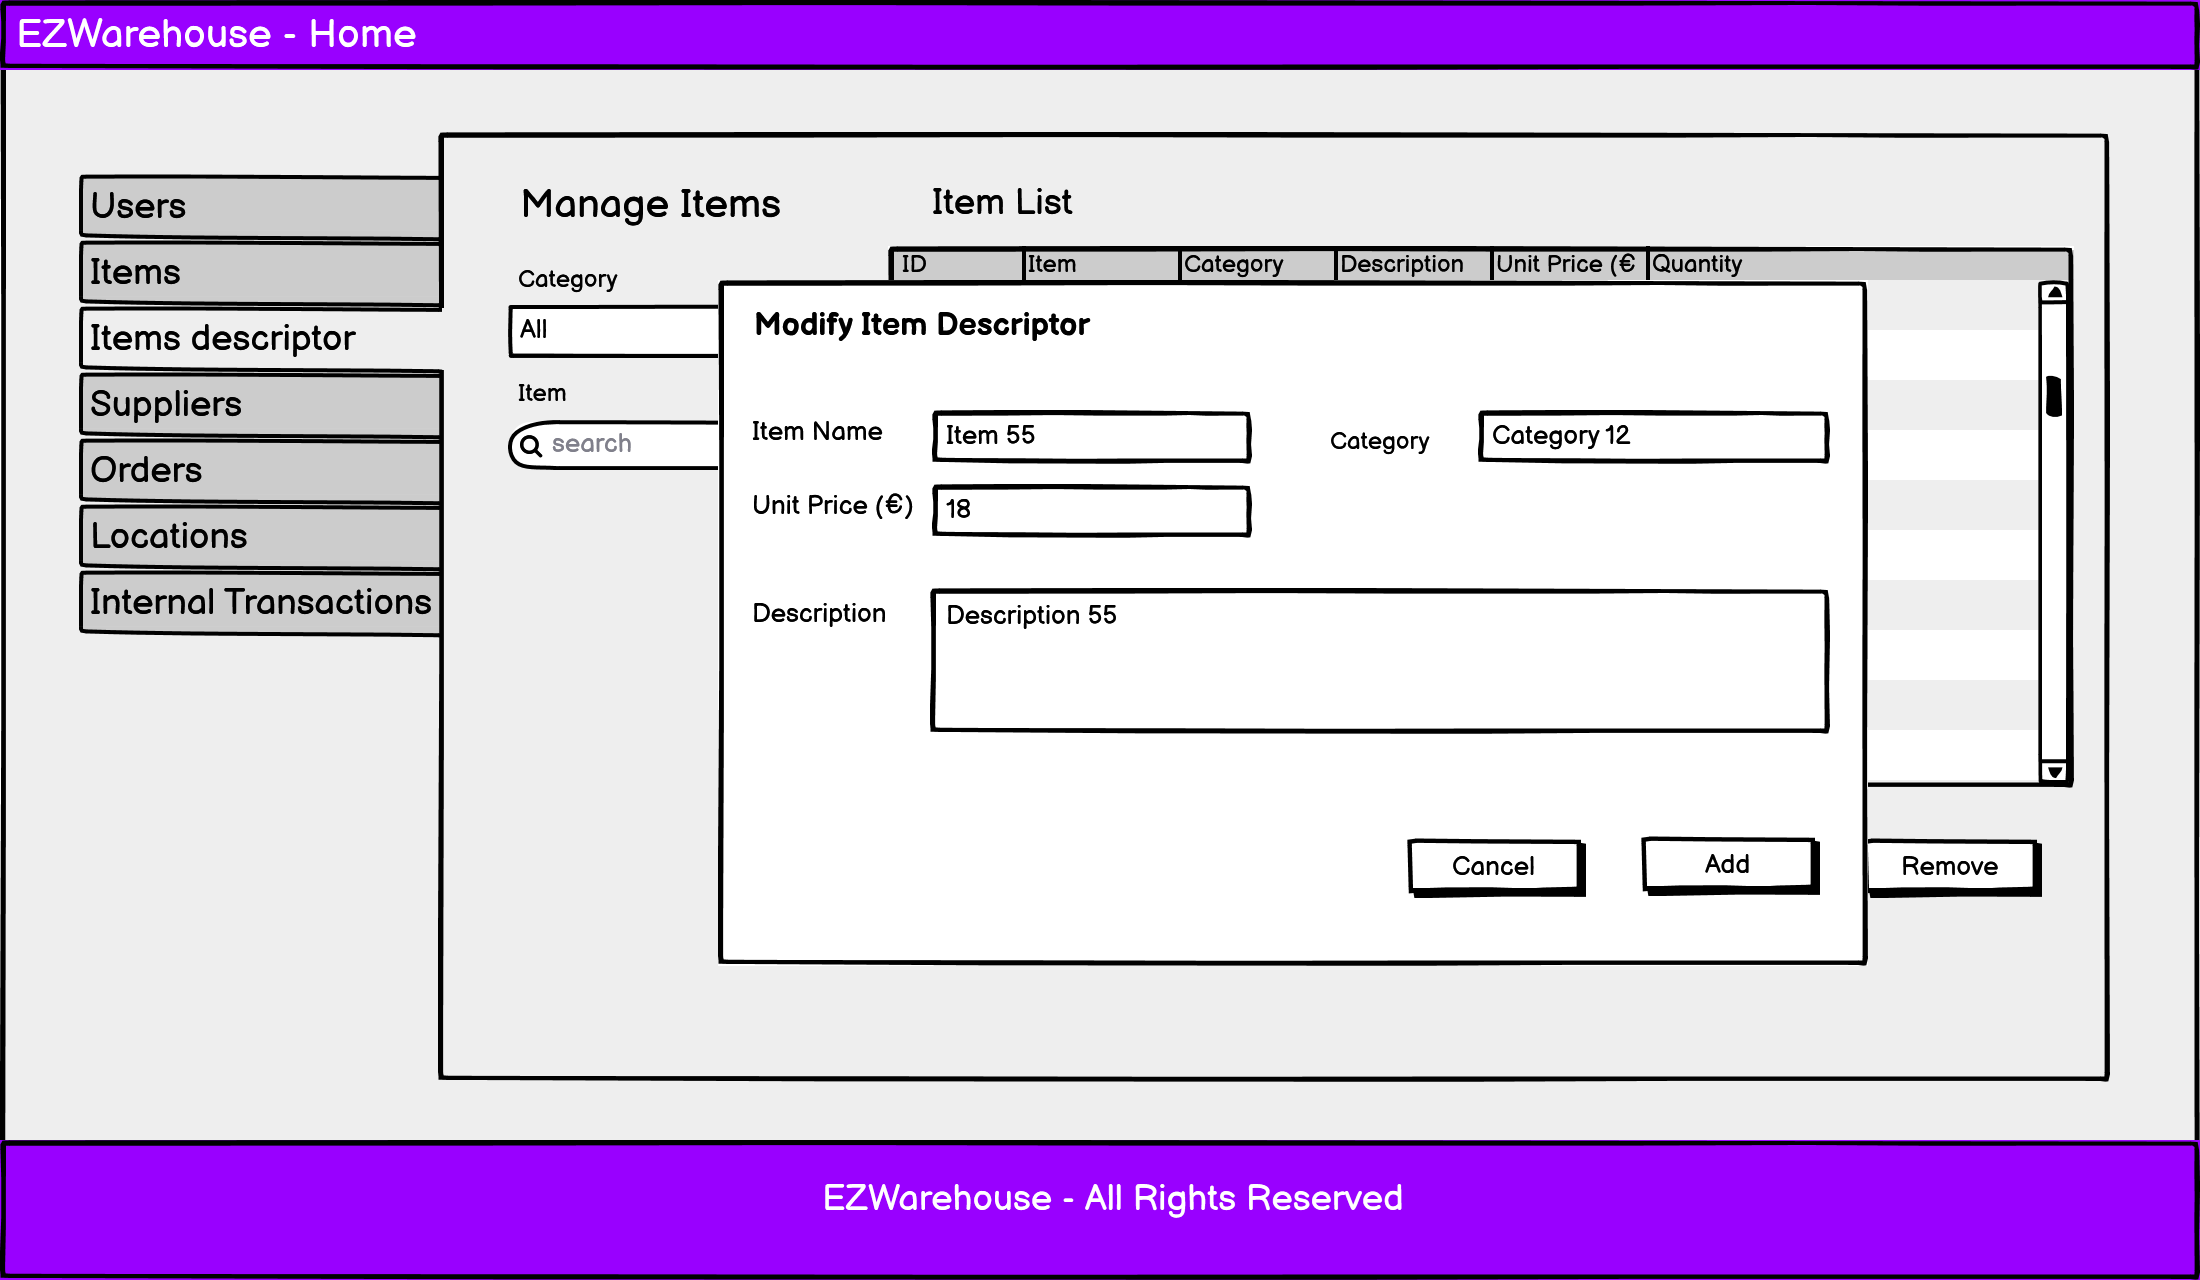 EZWarehouse - Home
Users
Items
Items descriptor
Suppliers
Orders
Locations
Internal Transactions
Manage Items
Item List
Category
All
Item
search
ID Item Category Description Unit Price (€ Quantity
Modify Item Descriptor
Item Name Item 55 Category Category 12
Unit Price (€) 18
Description Description 55
Cancel Add Remove
EZWarehouse - All Rights Reserved